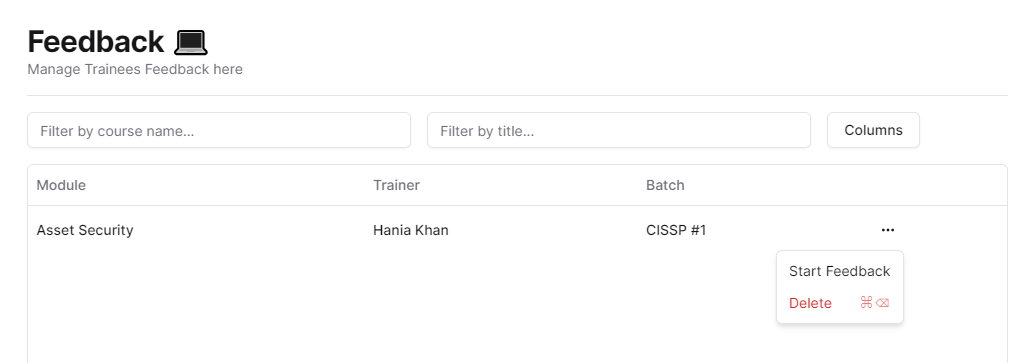 Feedback 💻
Manage Trainees Feedback here
Filter by course name... Filter by title... Columns
Module Trainer Batch
Asset Security Hania Khan CISSP #1 ...
Start Feedback
Delete ⌘⌫